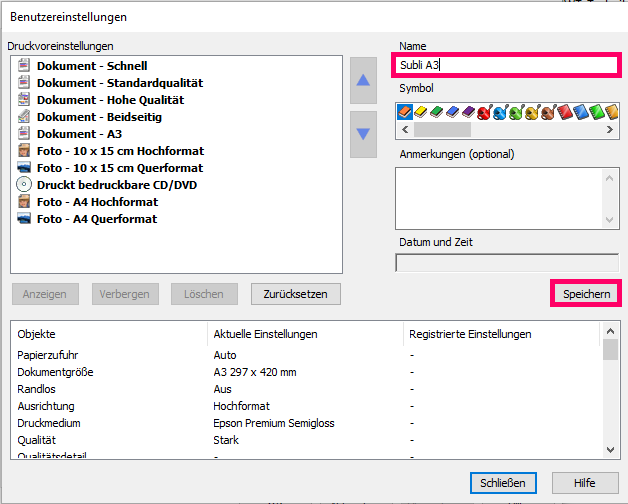 Benutzereinstellungen
Druckvoreinstellungen
Dokument - Schnell
Dokument - Standardqualität
Dokument - Hohe Qualität
Dokument - Beidseitig
Dokument - A3
Foto - 10 x 15 cm Hochformat
Foto - 10 x 15 cm Querformat
Druckt bedruckbare CD/DVD
Foto - A4 Hochformat
Foto - A4 Querformat
Name
Subli A3
Symbol
Anmerkungen (optional)
Datum und Zeit
Anzeigen Verbergen Löschen Zurücksetzen Speichern
Objekte Aktuelle Einstellungen Registrierte Einstellungen
Papierzufuhr Auto -
Dokumentgröße A3 297 x 420 mm -
Randlos Aus -
Ausrichtung Hochformat -
Druckmedium Epson Premium Semigloss -
Qualität Stark -
Qualitätsdetail - -
Schließen Hilfe